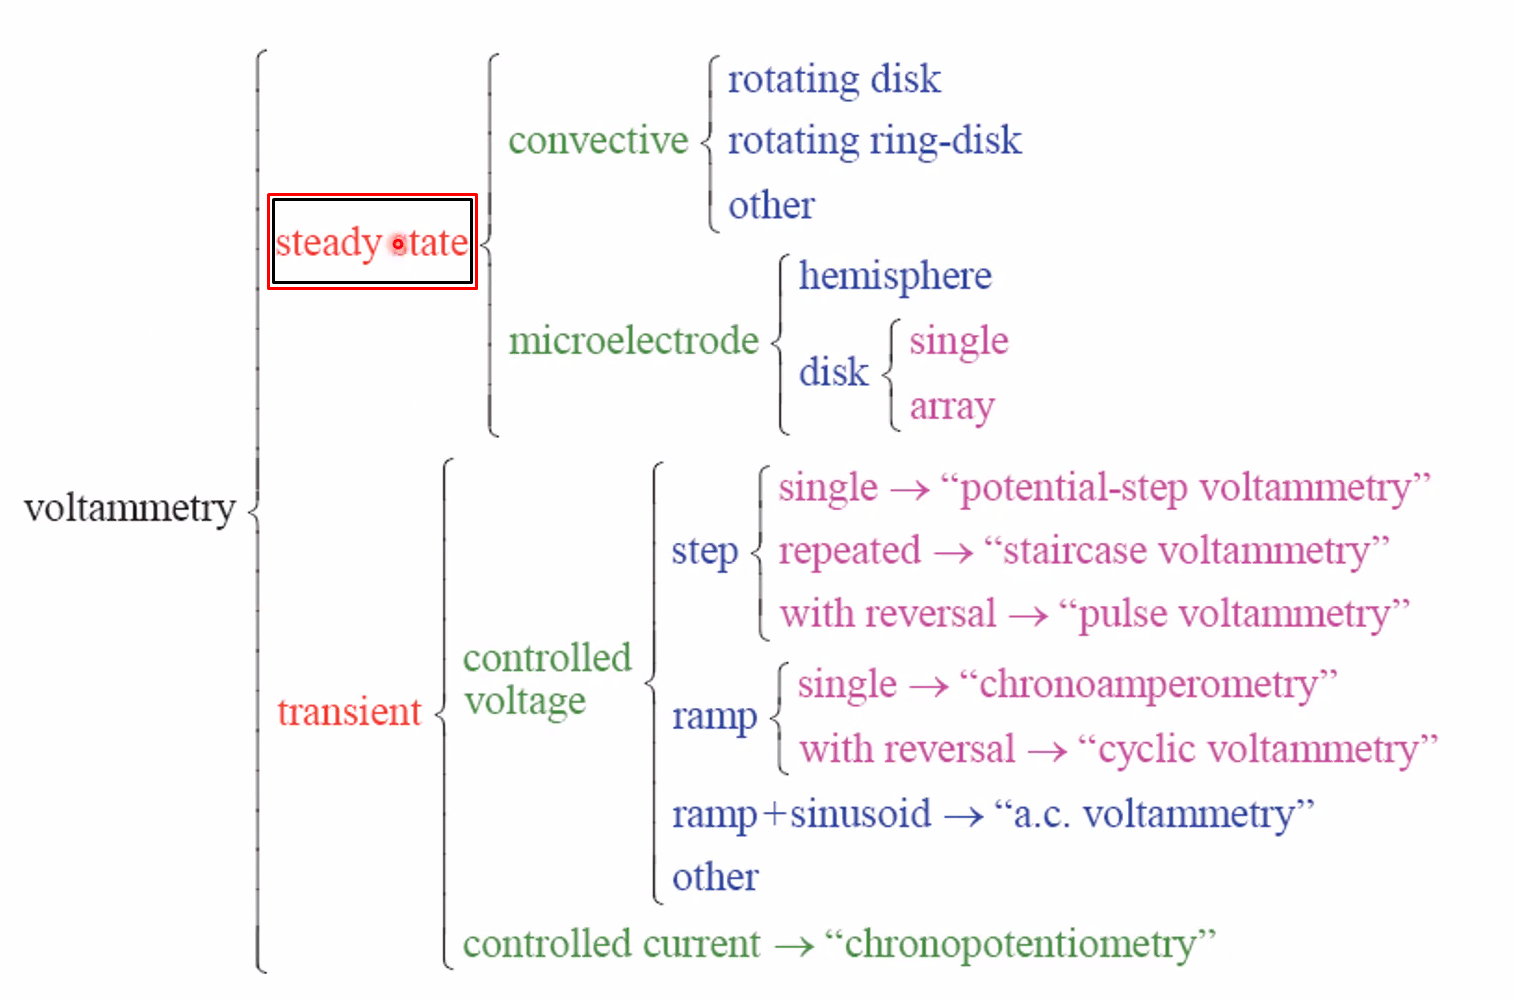 rotating disk
convective
rotating ring-disk
other
steady state
hemisphere
microelectrode
single
disk
array
voltammetry
single → “potential-step voltammetry”
step
repeated → “staircase voltammetry”
with reversal → “pulse voltammetry”
controlled
voltage
single → “chronoamperometry”
transient
ramp
with reversal → “cyclic voltammetry”
ramp+sinusoid → “a.c. voltammetry”
other
controlled current → “chronopotentiometry”